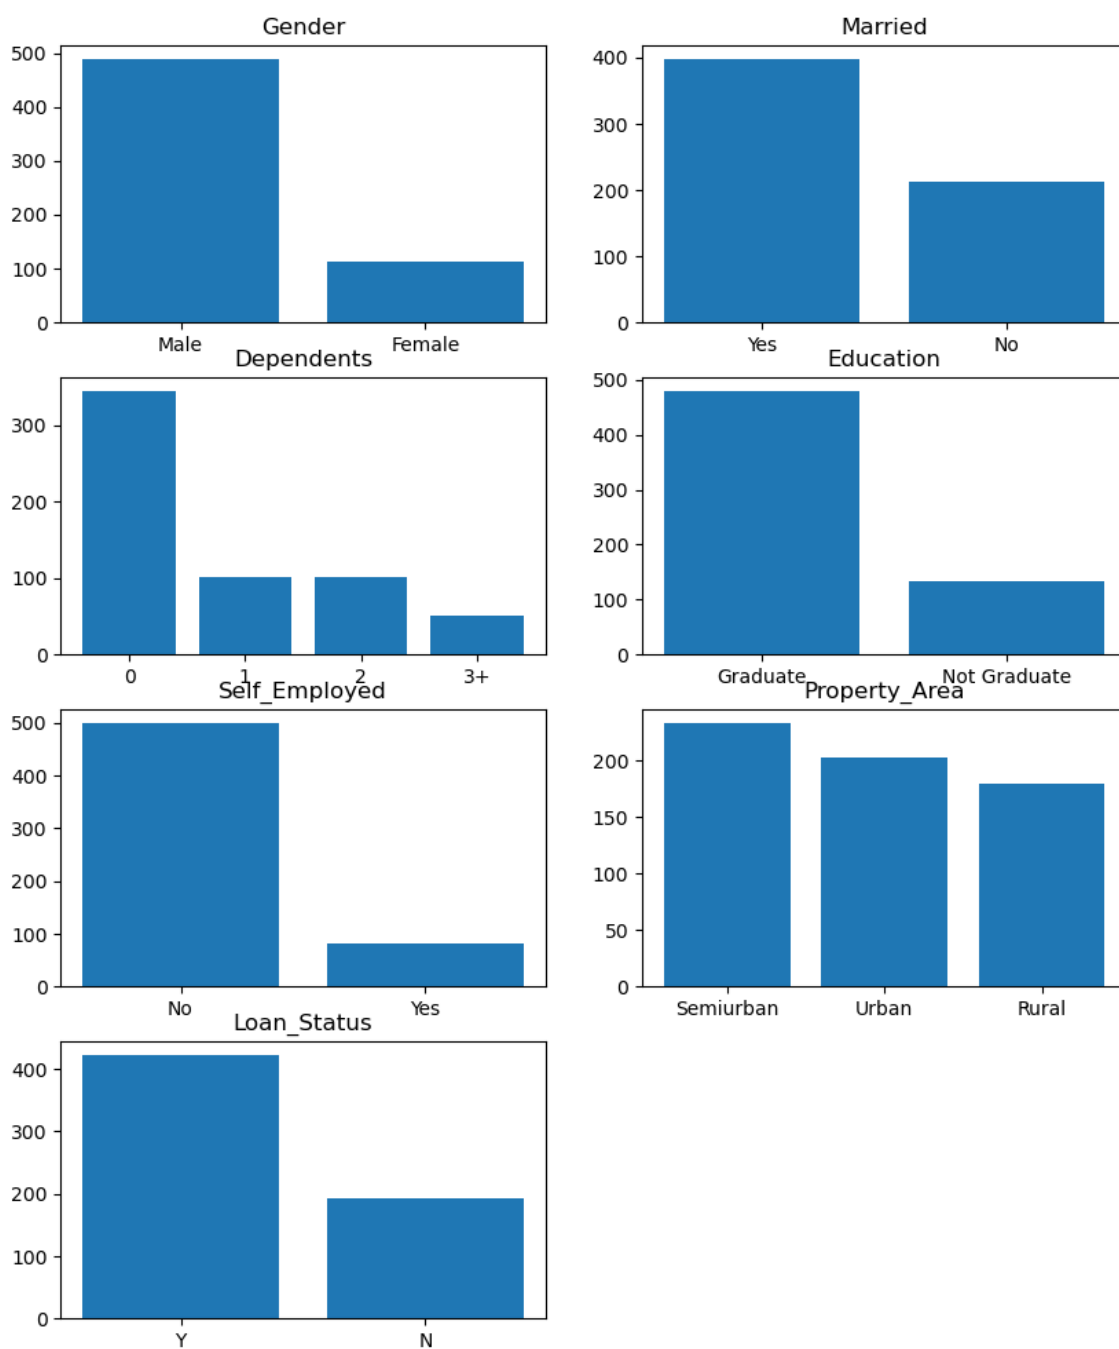 Gender
500
400
300
200
100
0
Male Female
Married
400
300
200
100
0
Yes No
Dependents
300
200
100
0
0 1 2 3+
Education
500
400
300
200
100
0
Graduate Not Graduate
Self_Employed
500
400
300
200
100
0
No Yes
Property_Area
200
150
100
50
0
Semiurban Urban Rural
Loan_Status
400
300
200
100
0
Y N